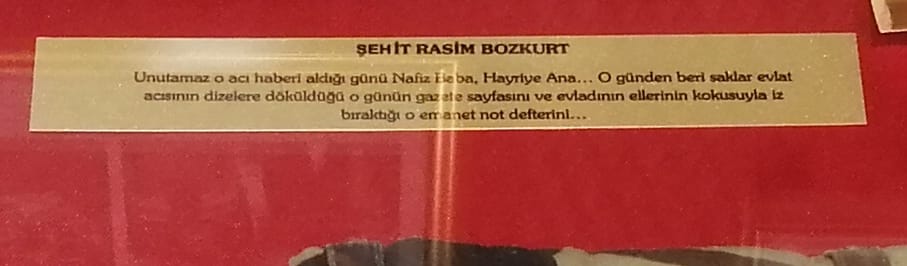 ŞEHİT RASİM BOZKURT
Unutamaz o acı haberi aldığı günü Nafiz Baba, Hayriye Ana... O günden beri saklar evlat
acısının dizelere döküldüğü o günün gazete sayfasını ve evladının ellerinin kokusuyla iz
bıraktığı o emanet not defterini...